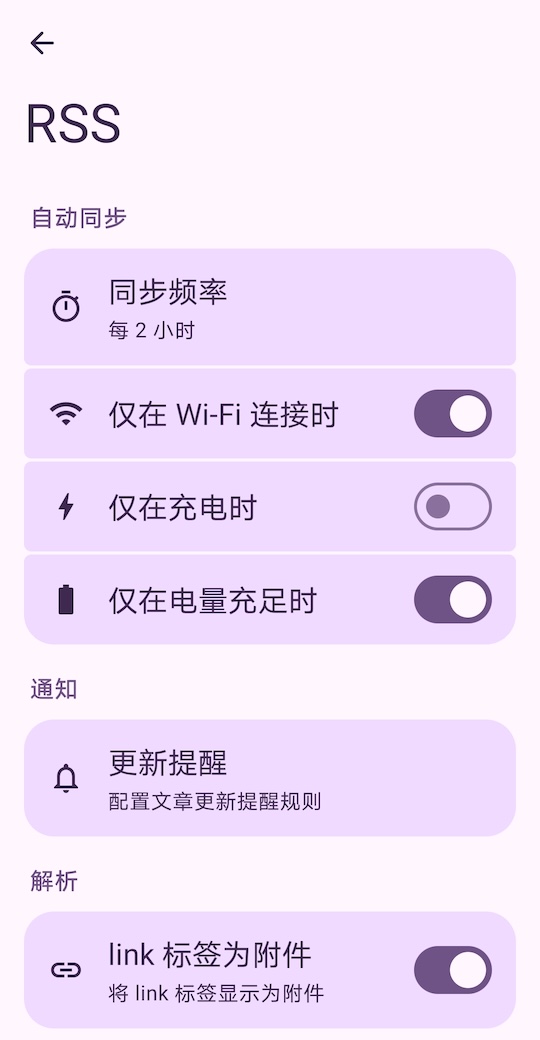 RSS
自动同步
同步频率
每 2 小时
仅在 Wi-Fi 连接时
仅在充电时
仅在电量充足时
通知
更新提醒
配置文章更新提醒规则
解析
link 标签为附件
将 link 标签显示为附件